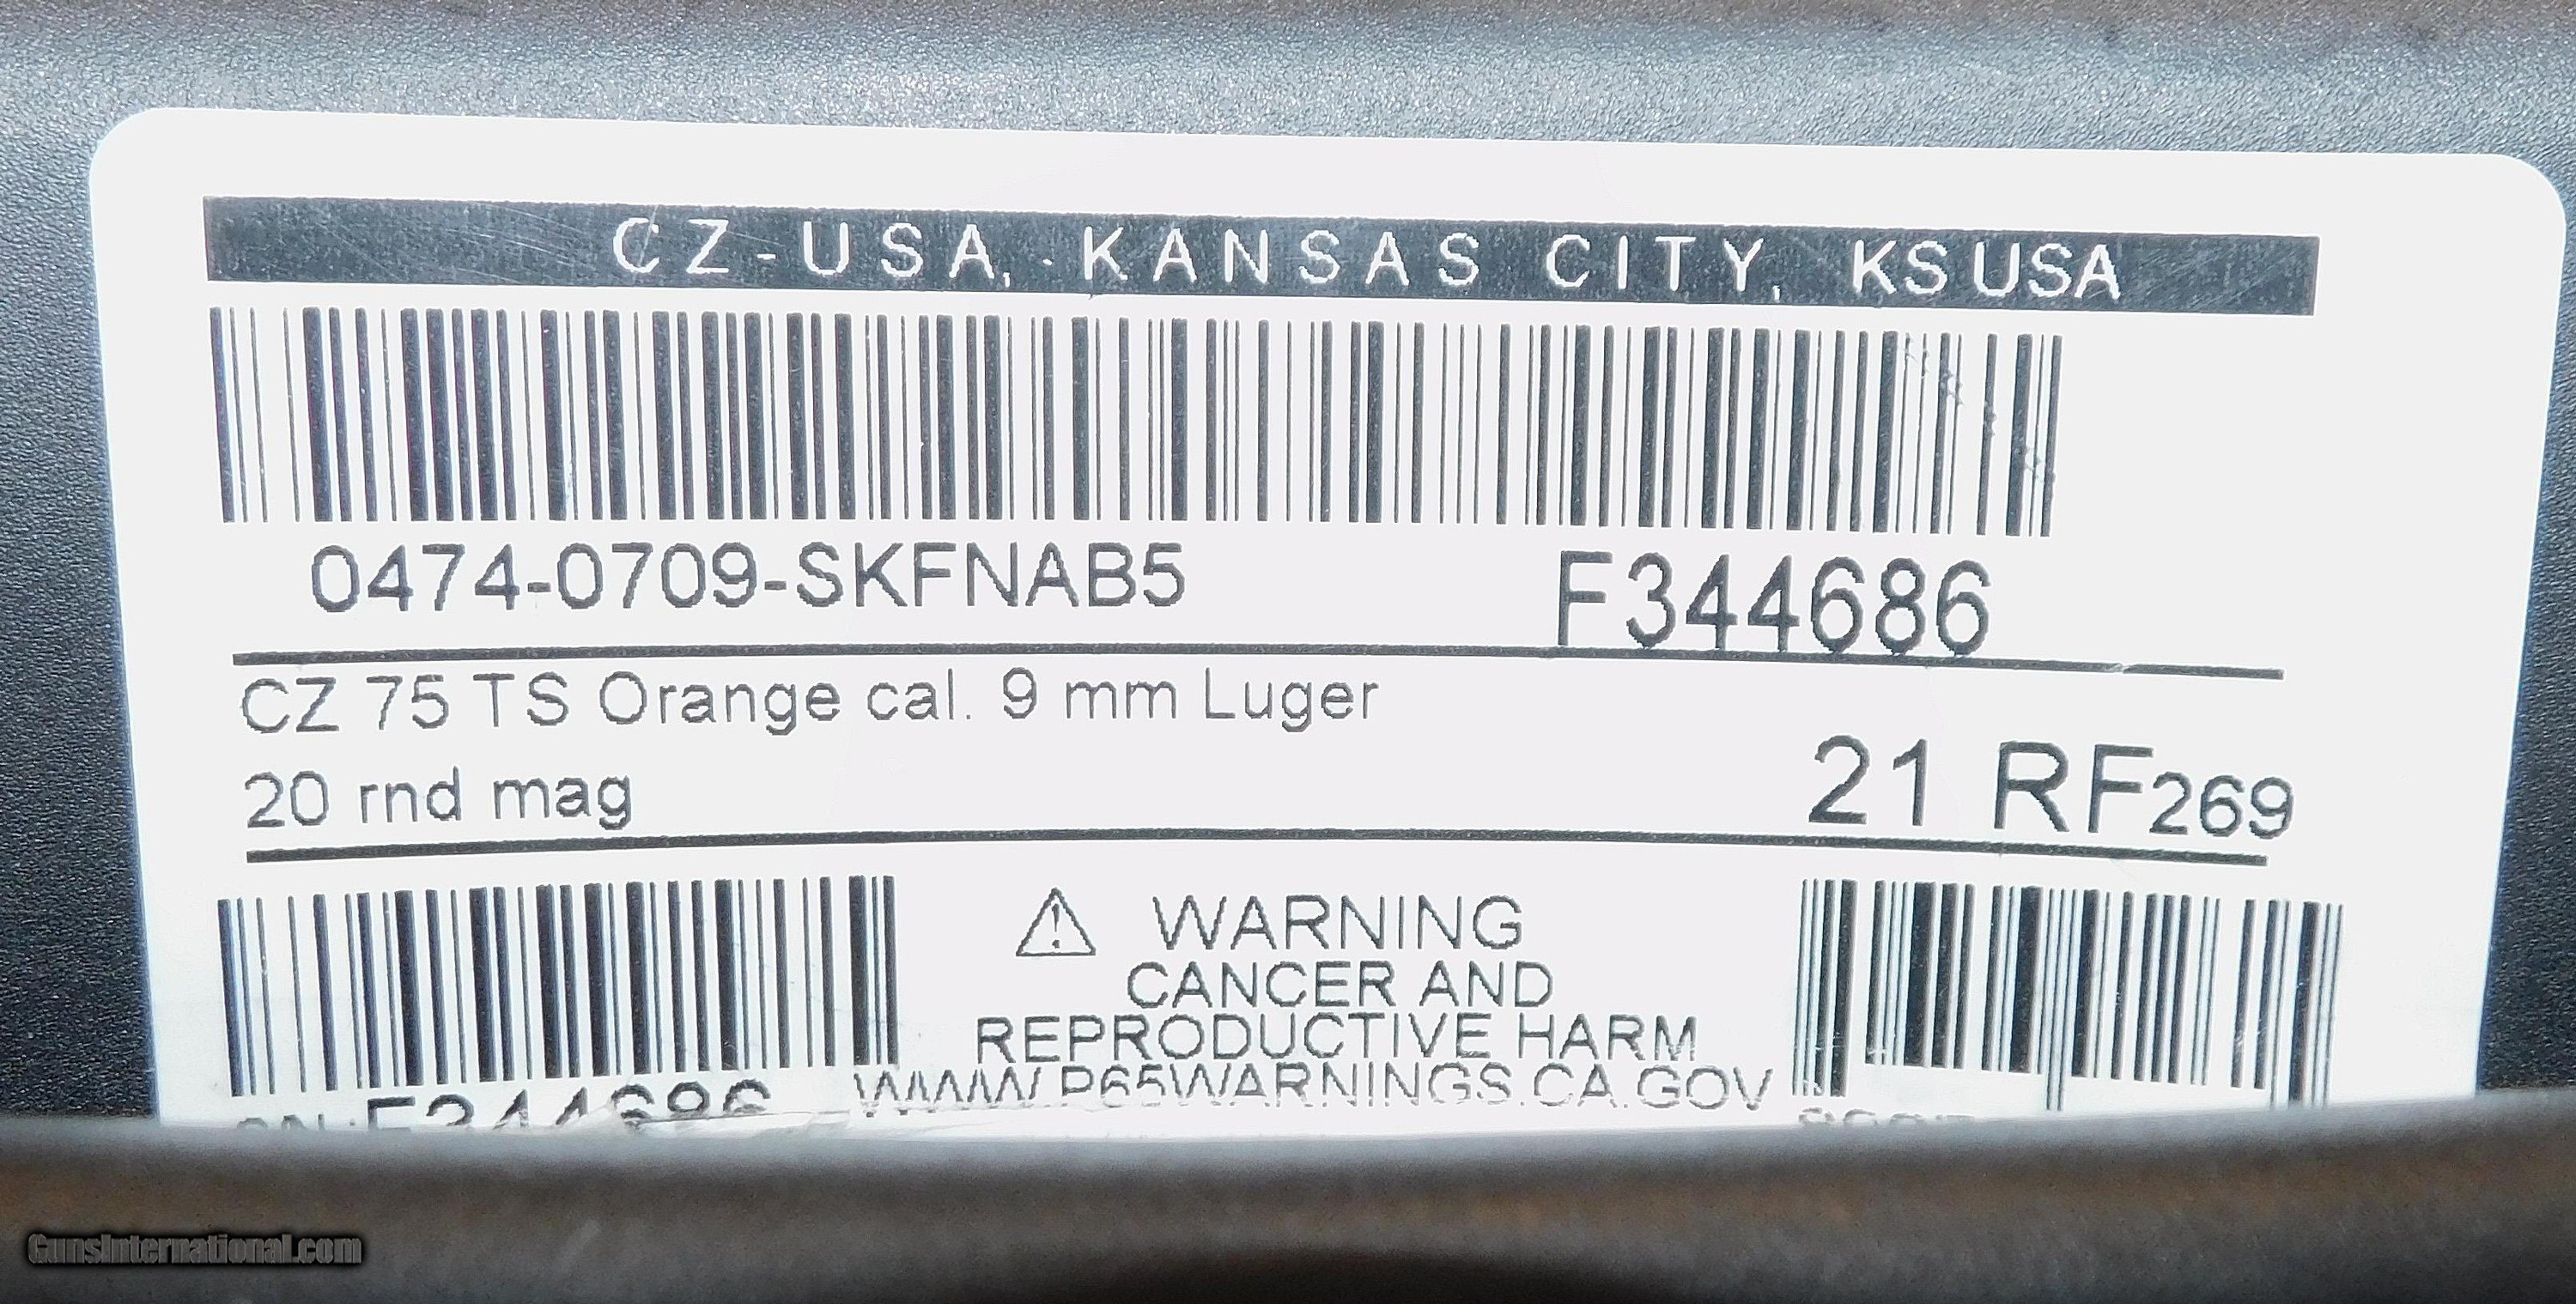 CZ-USA, KANSAS CITY, KS USA
0474-0709-SKFNAB5 F344686
CZ 75 TS Orange cal. 9 mm Luger
20 rnd mag
21 RF269
⚠ WARNING
CANCER AND
REPRODUCTIVE HARM
WWW.P65WARNINGS.CA.GOV
F344686
GunsInternational.com